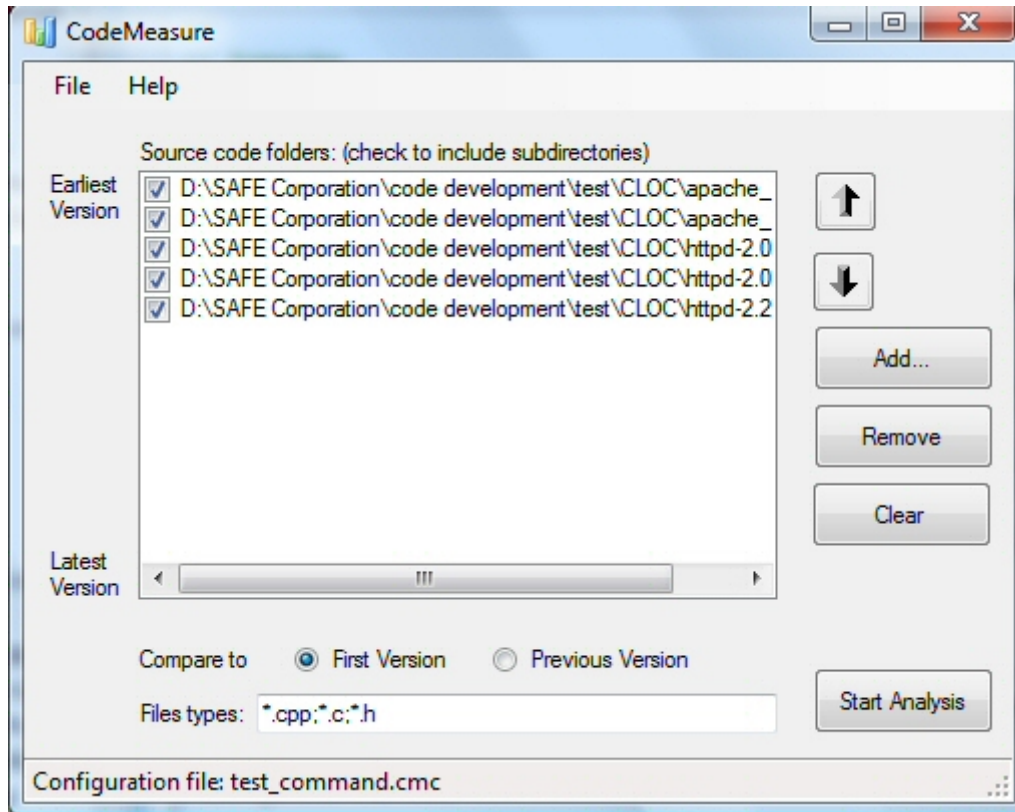 CodeMeasure
File Help
Source code folders: (check to include subdirectories)
Earliest
Version
D:\SAFE Corporation\code development\test\CLOC\apache_
D:\SAFE Corporation\code development\test\CLOC\apache_
D:\SAFE Corporation\code development\test\CLOC\httpd-2.0
D:\SAFE Corporation\code development\test\CLOC\httpd-2.0
D:\SAFE Corporation\code development\test\CLOC\httpd-2.2
Add...
Remove
Clear
Latest
Version
Compare to First Version Previous Version
Files types: *.cpp;*.c;*.h
Start Analysis
Configuration file: test_command.cmc